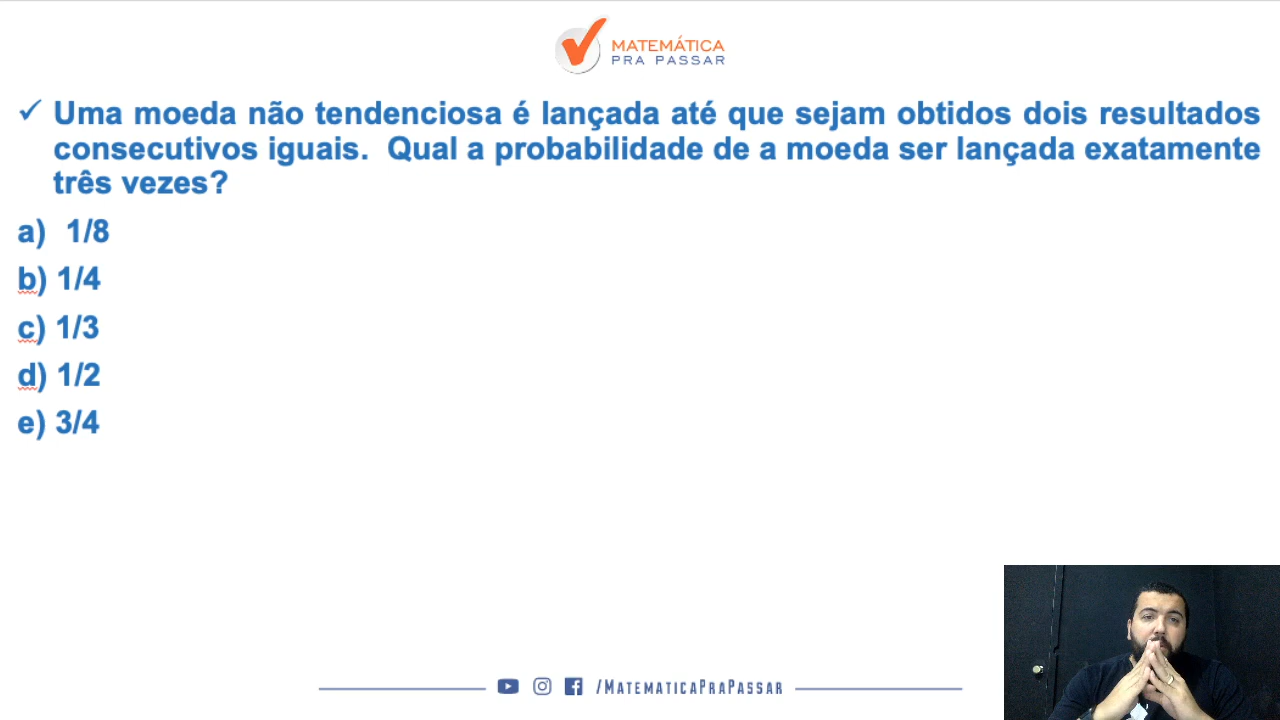 MATEMÁTICA
PRA PASSAR
✓ Uma moeda não tendenciosa é lançada até que sejam obtidos dois resultados
consecutivos iguais. Qual a probabilidade de a moeda ser lançada exatamente
três vezes?
a) 1/8
b) 1/4
c) 1/3
d) 1/2
e) 3/4
/MATEMATICAPRAPASSAR